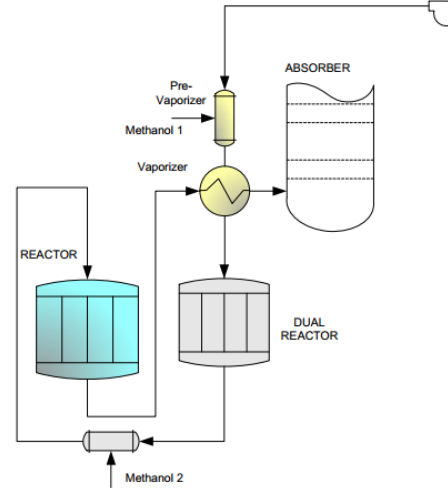 ABSORBER
Pre-
Vaporizer
Methanol 1
Vaporizer
REACTOR
DUAL
REACTOR
Methanol 2